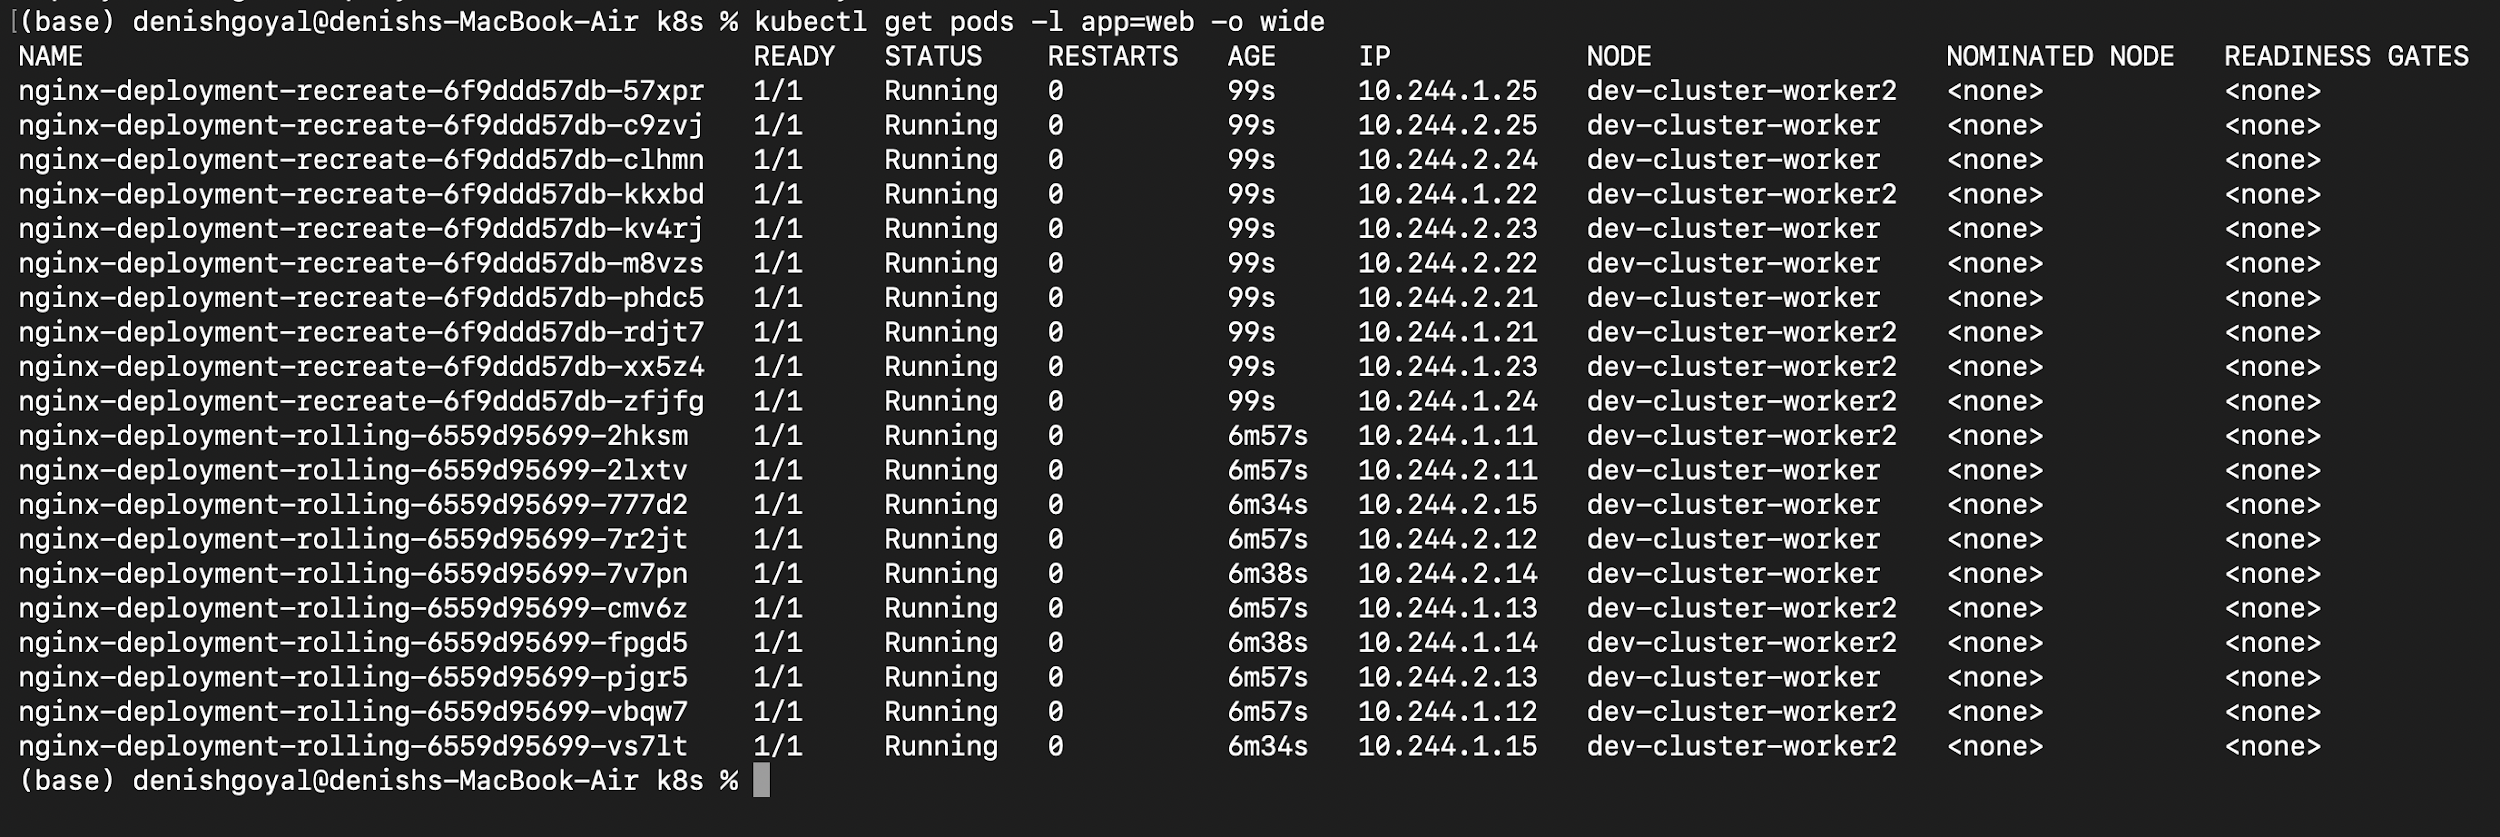 [(base) denishgoyal@denishs-MacBook-Air k8s % kubectl get pods -l app=web -o wide
NAME READY STATUS RESTARTS AGE IP NODE NOMINATED NODE READINESS GATES
nginx-deployment-recreate-6f9ddd57db-57xpr 1/1 Running 0 99s 10.244.1.25 dev-cluster-worker2 <none> <none>
nginx-deployment-recreate-6f9ddd57db-c9zvj 1/1 Running 0 99s 10.244.2.25 dev-cluster-worker <none> <none>
nginx-deployment-recreate-6f9ddd57db-clhmn 1/1 Running 0 99s 10.244.2.24 dev-cluster-worker <none> <none>
nginx-deployment-recreate-6f9ddd57db-kkxbd 1/1 Running 0 99s 10.244.1.22 dev-cluster-worker2 <none> <none>
nginx-deployment-recreate-6f9ddd57db-kv4rj 1/1 Running 0 99s 10.244.2.23 dev-cluster-worker <none> <none>
nginx-deployment-recreate-6f9ddd57db-m8vzs 1/1 Running 0 99s 10.244.2.22 dev-cluster-worker <none> <none>
nginx-deployment-recreate-6f9ddd57db-phdc5 1/1 Running 0 99s 10.244.2.21 dev-cluster-worker <none> <none>
nginx-deployment-recreate-6f9ddd57db-rdjt7 1/1 Running 0 99s 10.244.1.21 dev-cluster-worker2 <none> <none>
nginx-deployment-recreate-6f9ddd57db-xx5z4 1/1 Running 0 99s 10.244.1.23 dev-cluster-worker2 <none> <none>
nginx-deployment-recreate-6f9ddd57db-zfjfg 1/1 Running 0 99s 10.244.1.24 dev-cluster-worker2 <none> <none>
nginx-deployment-rolling-6559d95699-2hksm 1/1 Running 0 6m57s 10.244.1.11 dev-cluster-worker2 <none> <none>
nginx-deployment-rolling-6559d95699-2lxtv 1/1 Running 0 6m57s 10.244.2.11 dev-cluster-worker <none> <none>
nginx-deployment-rolling-6559d95699-777d2 1/1 Running 0 6m34s 10.244.2.15 dev-cluster-worker <none> <none>
nginx-deployment-rolling-6559d95699-7r2jt 1/1 Running 0 6m57s 10.244.2.12 dev-cluster-worker <none> <none>
nginx-deployment-rolling-6559d95699-7v7pn 1/1 Running 0 6m38s 10.244.2.14 dev-cluster-worker <none> <none>
nginx-deployment-rolling-6559d95699-cmv6z 1/1 Running 0 6m57s 10.244.1.13 dev-cluster-worker2 <none> <none>
nginx-deployment-rolling-6559d95699-fpgd5 1/1 Running 0 6m38s 10.244.1.14 dev-cluster-worker2 <none> <none>
nginx-deployment-rolling-6559d95699-pjgr5 1/1 Running 0 6m57s 10.244.2.13 dev-cluster-worker <none> <none>
nginx-deployment-rolling-6559d95699-vbqw7 1/1 Running 0 6m57s 10.244.1.12 dev-cluster-worker2 <none> <none>
nginx-deployment-rolling-6559d95699-vs7lt 1/1 Running 0 6m34s 10.244.1.15 dev-cluster-worker2 <none> <none>
(base) denishgoyal@denishs-MacBook-Air k8s %